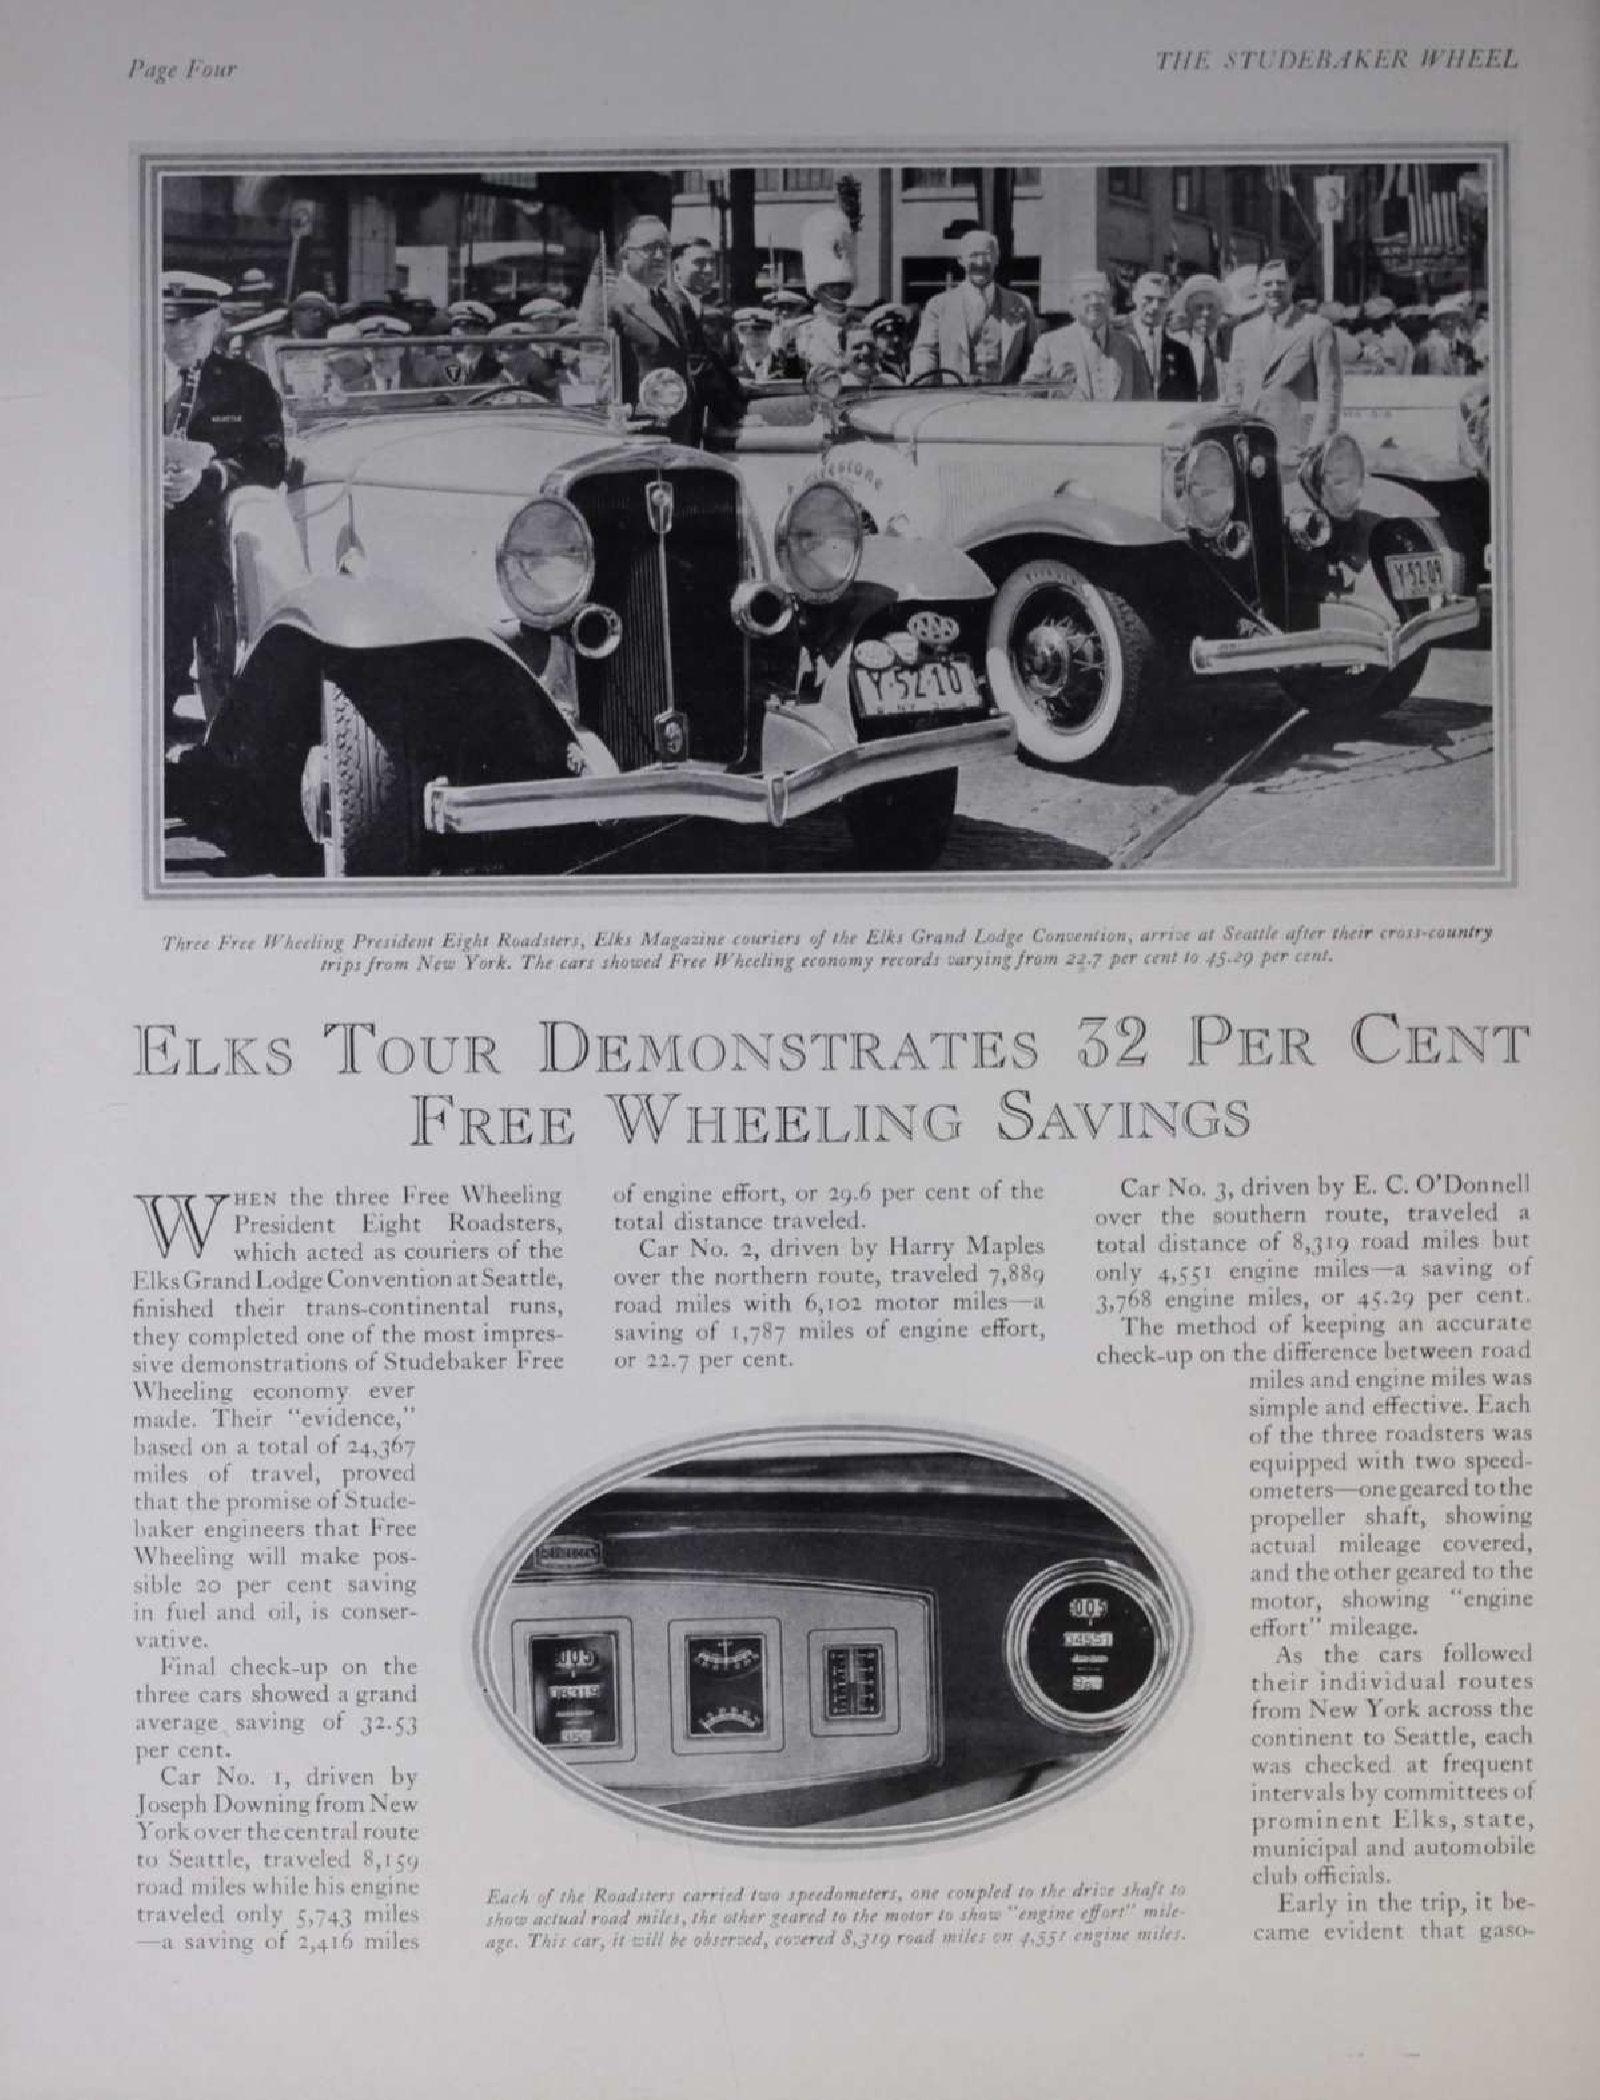 Page Four
THE STUDEBAKER WHEEL
SEATTLE
Firestone
Y·52·10
Y·52·09
Three Free Wheeling President Eight Roadsters, Elks Magazine couriers of the Elks Grand Lodge Convention, arrive at Seattle after their cross-country
trips from New York. The cars showed Free Wheeling economy records varying from 22.7 per cent to 45.29 per cent.
ELKS TOUR DEMONSTRATES 32 PER CENT
FREE WHEELING SAVINGS
WHEN the three Free Wheeling
President Eight Roadsters,
which acted as couriers of the
Elks Grand Lodge Convention at Seattle,
finished their trans-continental runs,
they completed one of the most impres-
sive demonstrations of Studebaker Free
Wheeling economy ever
made. Their "evidence,"
based on a total of 24,367
miles of travel, proved
that the promise of Stude-
baker engineers that Free
Wheeling will make pos-
sible 20 per cent saving
in fuel and oil, is conser-
vative.
Final check-up on the
three cars showed a grand
average saving of 32.53
per cent.
Car No. 1, driven by
Joseph Downing from New
York over the central route
to Seattle, traveled 8,159
road miles while his engine
traveled only 5,743 miles
—a saving of 2,416 miles
of engine effort, or 29.6 per cent of the
total distance traveled.
Car No. 2, driven by Harry Maples
over the northern route, traveled 7,889
road miles with 6,102 motor miles—a
saving of 1,787 miles of engine effort,
or 22.7 per cent.
005
08319
005
04551
Each of the Roadsters carried two speedometers, one coupled to the drive shaft to
show actual road miles, the other geared to the motor to show "engine effort" mile-
age. This car, it will be observed, covered 8,319 road miles on 4,551 engine miles.
Car No. 3, driven by E. C. O'Donnell
over the southern route, traveled a
total distance of 8,319 road miles but
only 4,551 engine miles—a saving of
3,768 engine miles, or 45.29 per cent.
The method of keeping an accurate
check-up on the difference between road
miles and engine miles was
simple and effective. Each
of the three roadsters was
equipped with two speed-
ometers—one geared to the
propeller shaft, showing
actual mileage covered,
and the other geared to the
motor, showing "engine
effort" mileage.
As the cars followed
their individual routes
from New York across the
continent to Seattle, each
was checked at frequent
intervals by committees of
prominent Elks, state,
municipal and automobile
club officials.
Early in the trip, it be-
came evident that gaso-